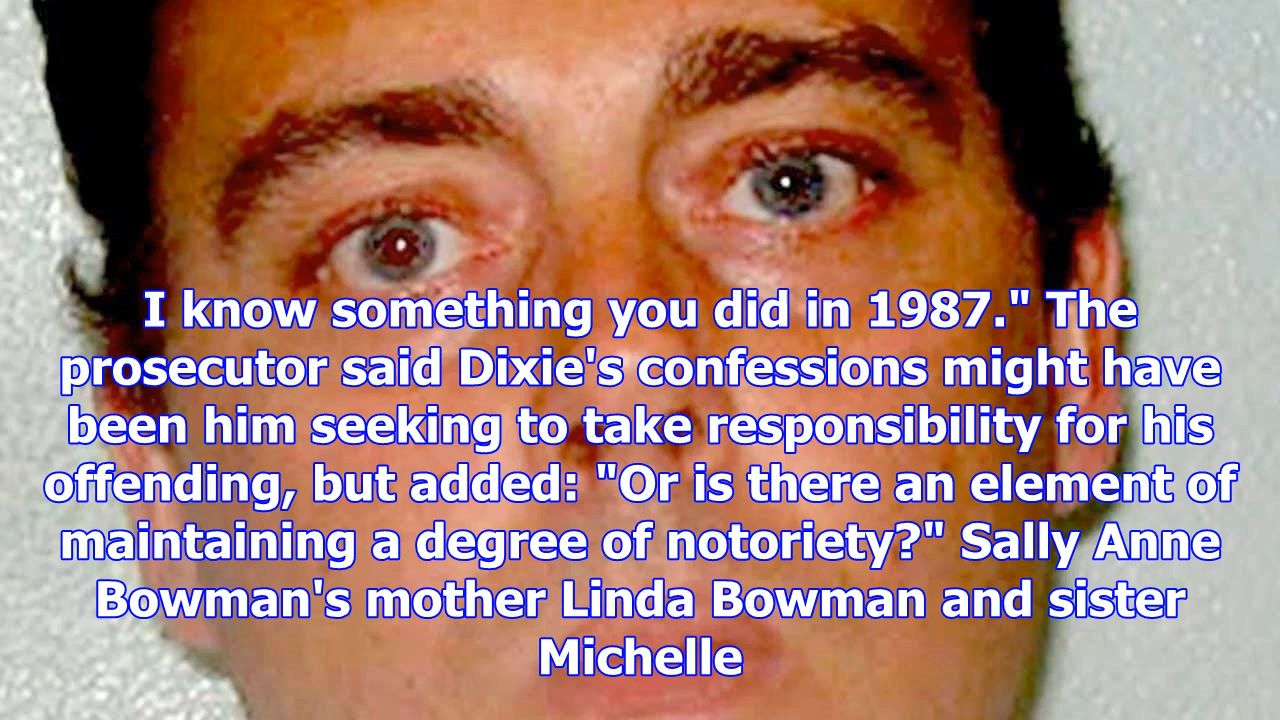 I know something you did in 1987." The
prosecutor said Dixie's confessions might have
been him seeking to take responsibility for his
offending, but added: "Or is there an element of
maintaining a degree of notoriety?" Sally Anne
Bowman's mother Linda Bowman and sister
Michelle